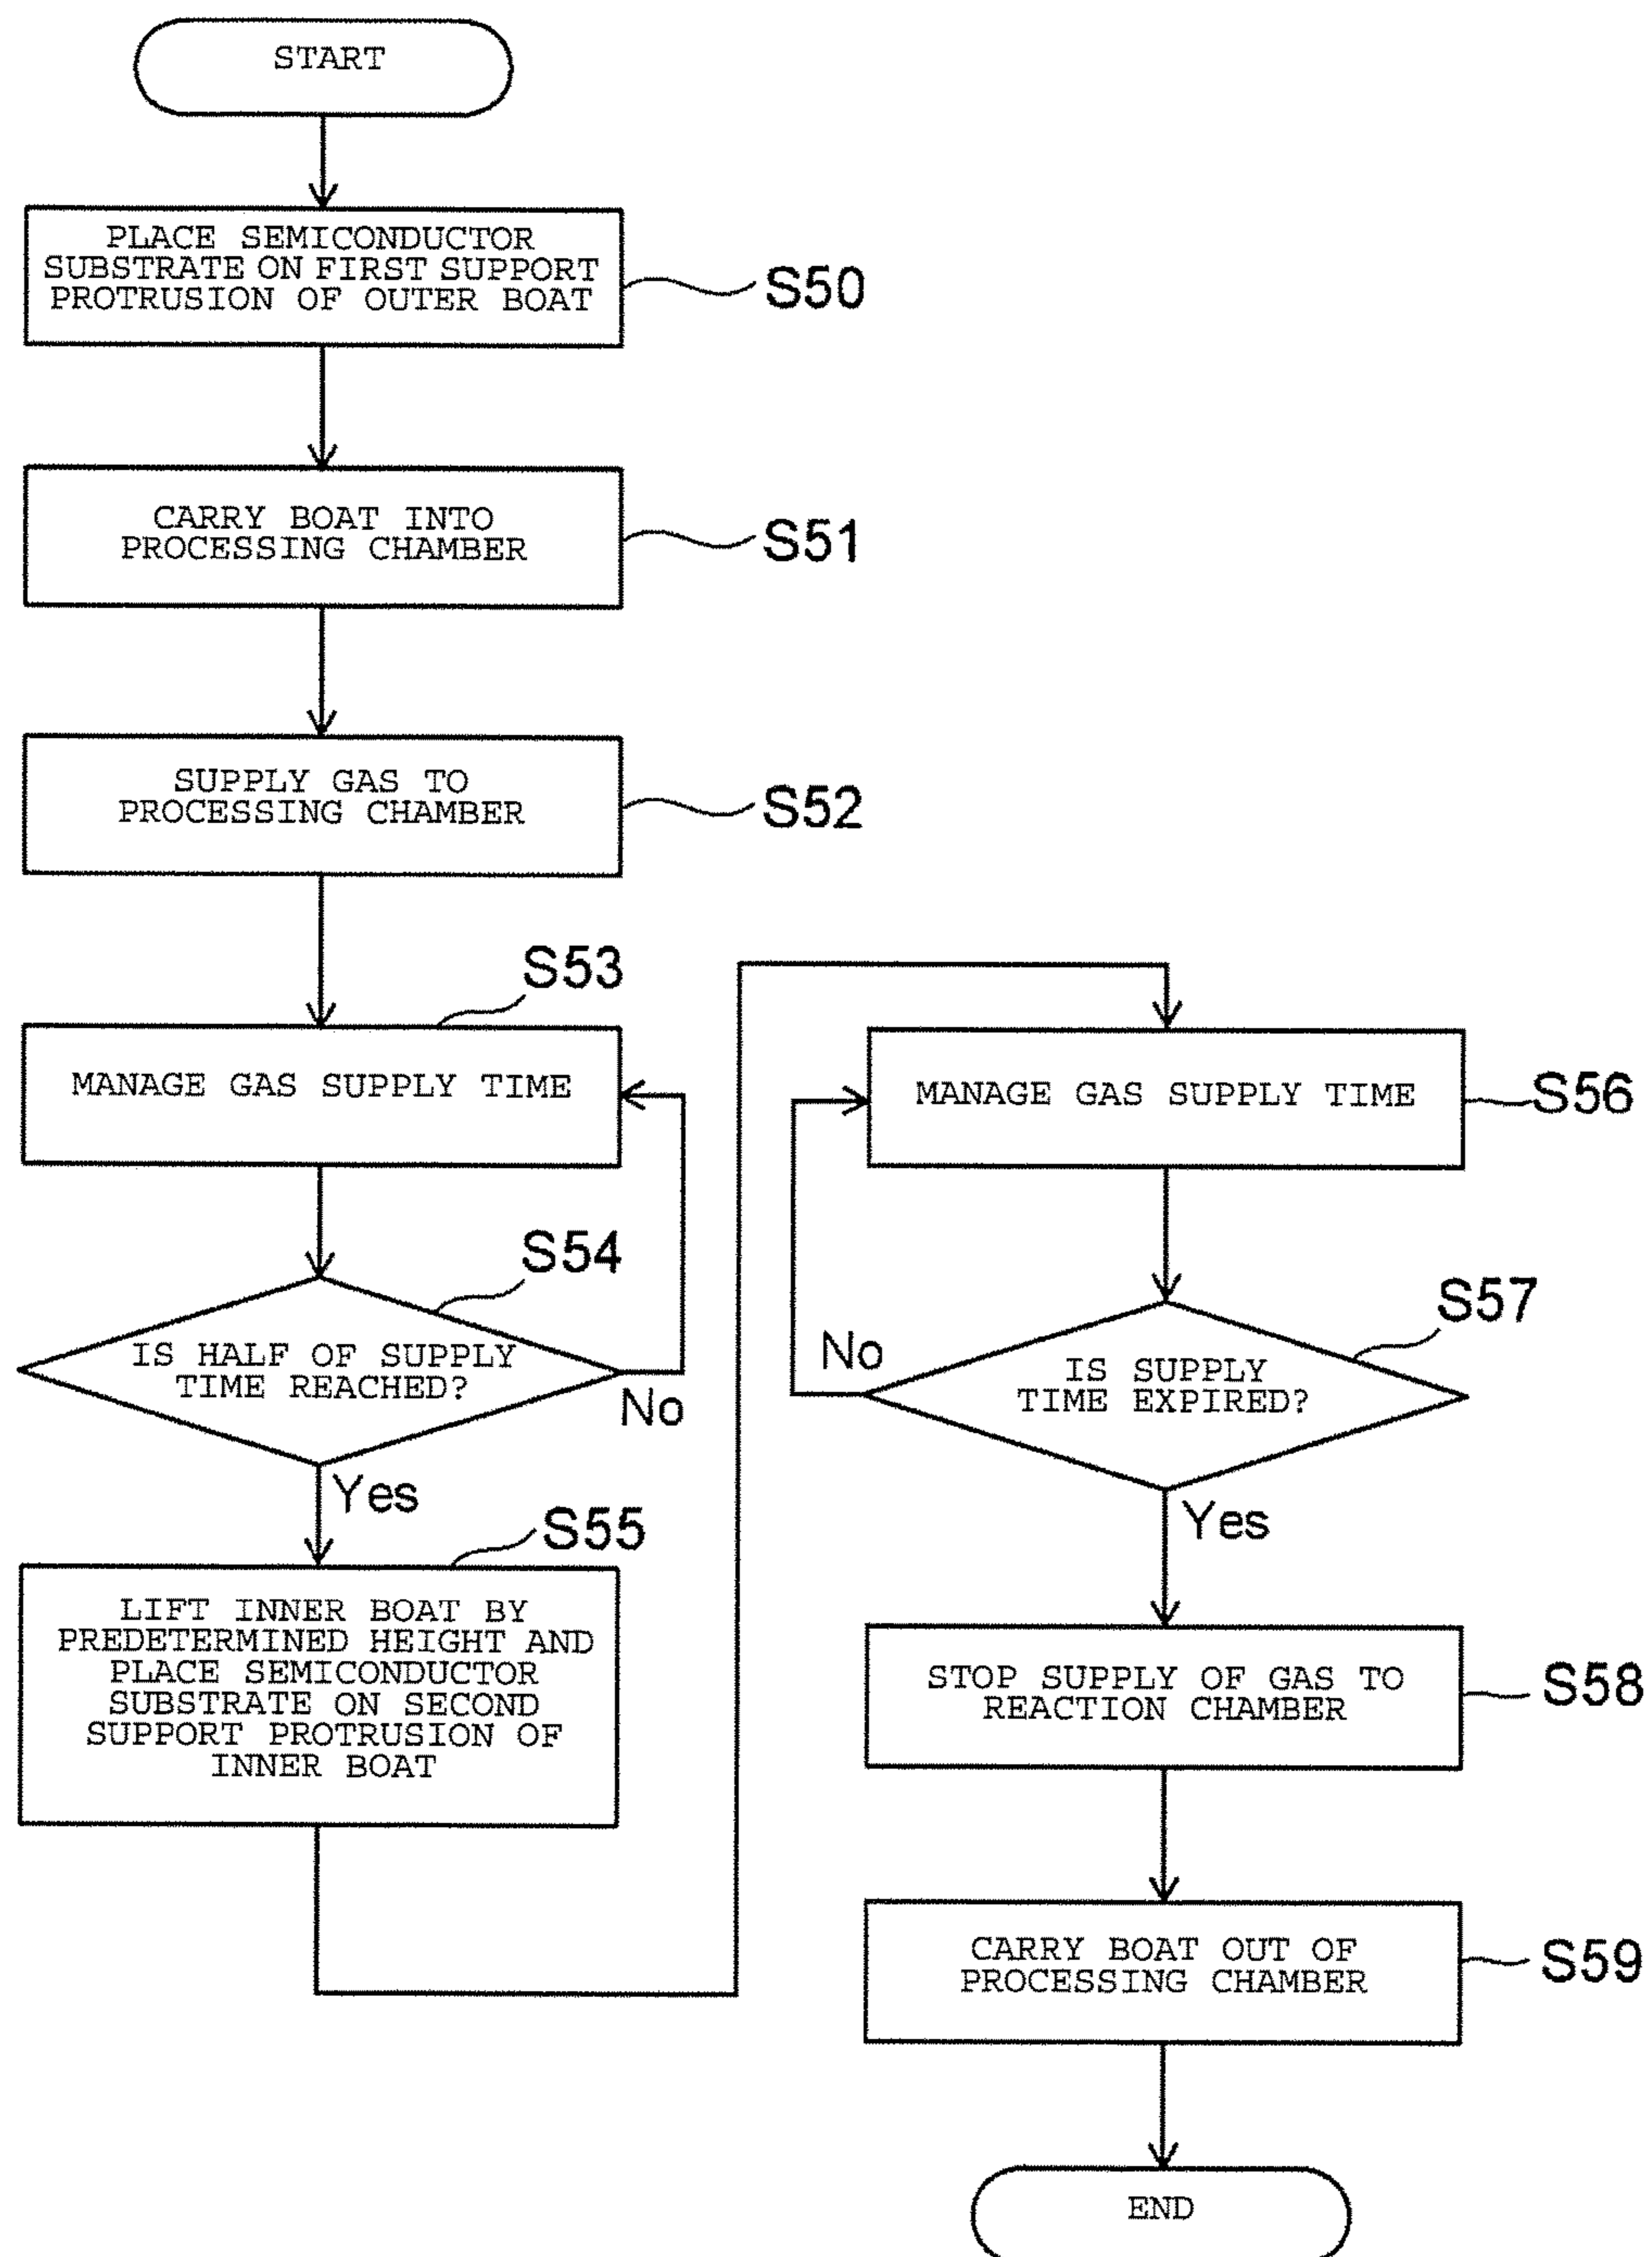 START
PLACE SEMICONDUCTOR
SUBSTRATE ON FIRST SUPPORT
PROTRUSION OF OUTER BOAT
S50
CARRY BOAT INTO
PROCESSING CHAMBER
S51
SUPPLY GAS TO
PROCESSING CHAMBER
S52
S53
MANAGE GAS SUPPLY TIME
S54
IS HALF OF SUPPLY
TIME REACHED?
No
Yes
S55
LIFT INNER BOAT BY
PREDETERMINED HEIGHT AND
PLACE SEMICONDUCTOR
SUBSTRATE ON SECOND
SUPPORT PROTRUSION OF
INNER BOAT
MANAGE GAS SUPPLY TIME
S56
S57
No
IS SUPPLY
TIME EXPIRED?
Yes
STOP SUPPLY OF GAS TO
REACTION CHAMBER
S58
CARRY BOAT OUT OF
PROCESSING CHAMBER
S59
END